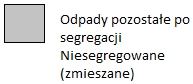 Odpady pozostałe po
segregacji
Niesegregowane
(zmieszane)